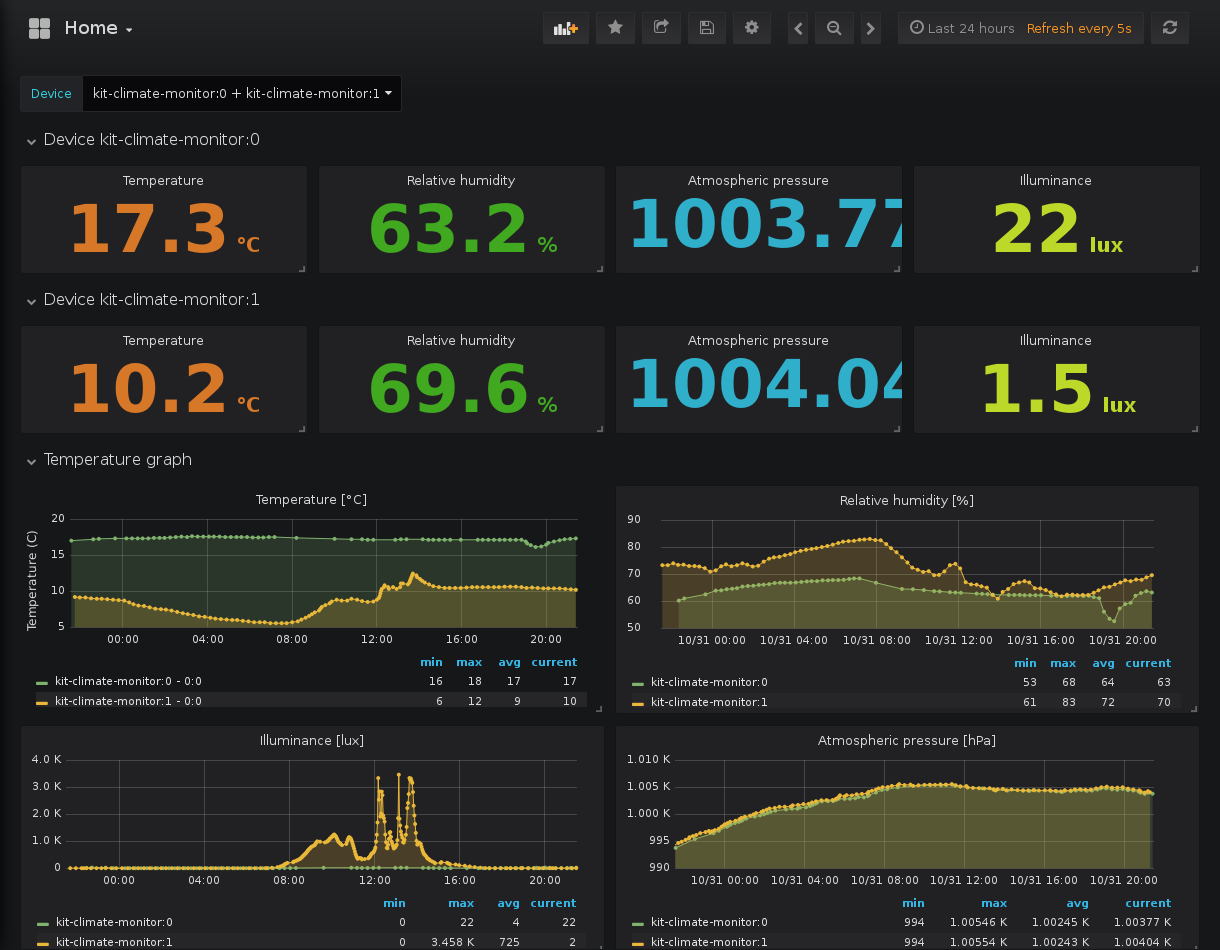 Home
Last 24 hours Refresh every 5s
Device kit-climate-monitor:0 + kit-climate-monitor:1
Device kit-climate-monitor:0
Temperature Relative humidity Atmospheric pressure Illuminance
17.3 °C 63.2 % 1003.77 22 lux
Device kit-climate-monitor:1
Temperature Relative humidity Atmospheric pressure Illuminance
10.2 °C 69.6 % 1004.04 1.5 lux
Temperature graph
Temperature [°C]
Temperature (C)
20
15
10
5
00:00 04:00 08:00 12:00 16:00 20:00
min max avg current
kit-climate-monitor:0 - 0:0 16 18 17 17
kit-climate-monitor:1 - 0:0 6 12 9 10
Relative humidity [%]
90
80
70
60
50
10/31 00:00 10/31 04:00 10/31 08:00 10/31 12:00 10/31 16:00 10/31 20:00
min max avg current
kit-climate-monitor:0 53 68 64 63
kit-climate-monitor:1 61 83 72 70
Illuminance [lux]
4.0 K
3.0 K
2.0 K
1.0 K
0
00:00 04:00 08:00 12:00 16:00 20:00
min max avg current
kit-climate-monitor:0 0 22 4 22
kit-climate-monitor:1 0 3.458 K 725 2
Atmospheric pressure [hPa]
1.010 K
1.005 K
1.000 K
995
990
10/31 00:00 10/31 04:00 10/31 08:00 10/31 12:00 10/31 16:00 10/31 20:00
min max avg current
kit-climate-monitor:0 994 1.00546 K 1.00245 K 1.00377 K
kit-climate-monitor:1 994 1.00554 K 1.00243 K 1.00404 K